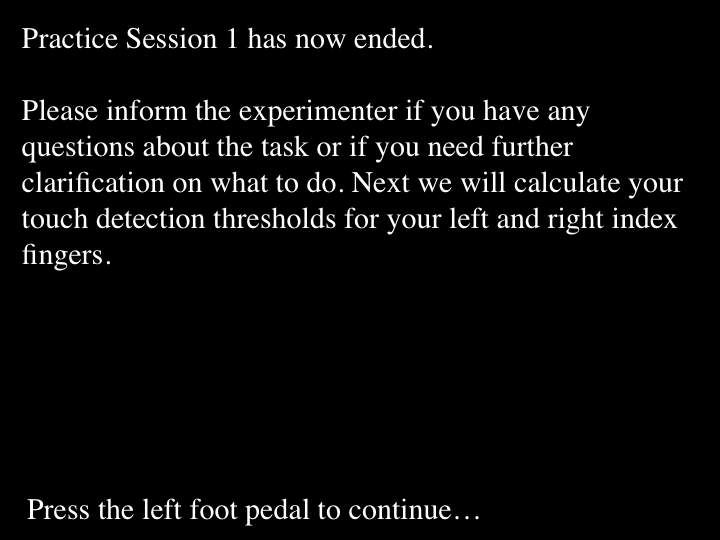 Practice Session 1 has now ended.
Please inform the experimenter if you have any
questions about the task or if you need further
clarification on what to do. Next we will calculate your
touch detection thresholds for your left and right index
fingers.
Press the left foot pedal to continue…